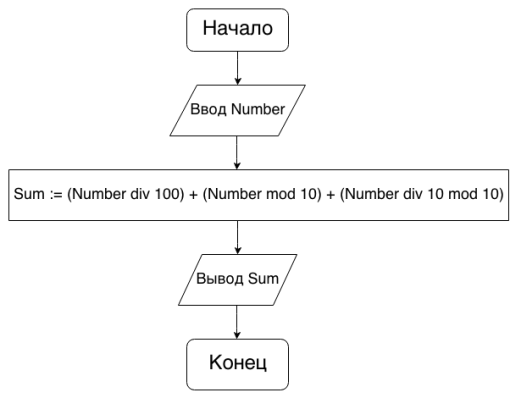 Начало
Ввод Number
Sum := (Number div 100) + (Number mod 10) + (Number div 10 mod 10)
Вывод Sum
Конец